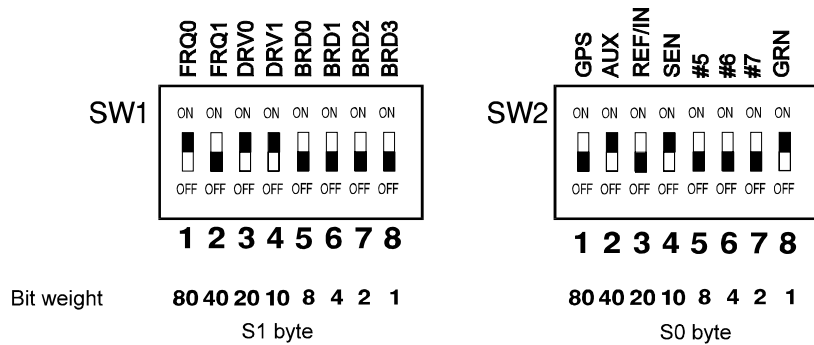 FRQ0 FRQ1 DRV0 DRV1 BRD0 BRD1 BRD2 BRD3
GPS AUX REF/IN SEN #5 #6 #7 GRN
SW1 ON ON ON ON ON ON ON ON
OFF OFF OFF OFF OFF OFF OFF OFF
SW2 ON ON ON ON ON ON ON ON
OFF OFF OFF OFF OFF OFF OFF OFF
1 2 3 4 5 6 7 8
1 2 3 4 5 6 7 8
Bit weight 80 40 20 10 8 4 2 1
80 40 20 10 8 4 2 1
S1 byte
S0 byte